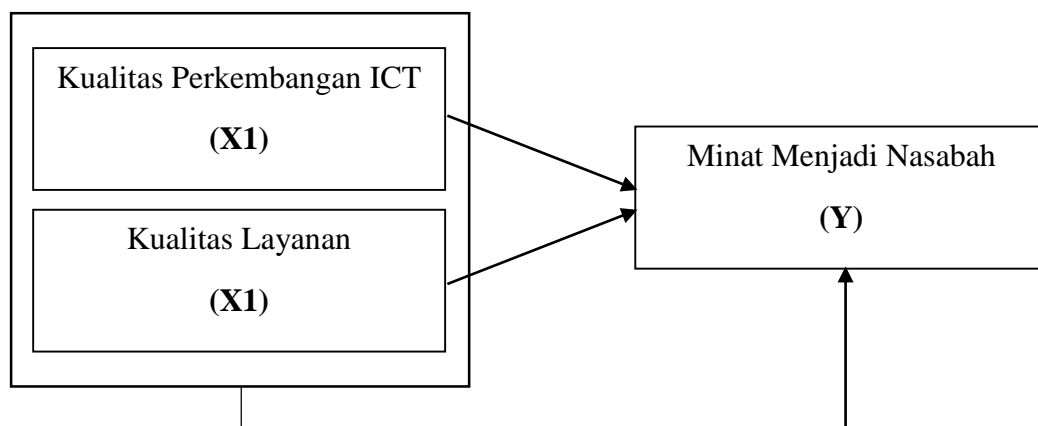 Kualitas Perkembangan ICT
(X1)
Kualitas Layanan
(X1)
Minat Menjadi Nasabah
(Y)